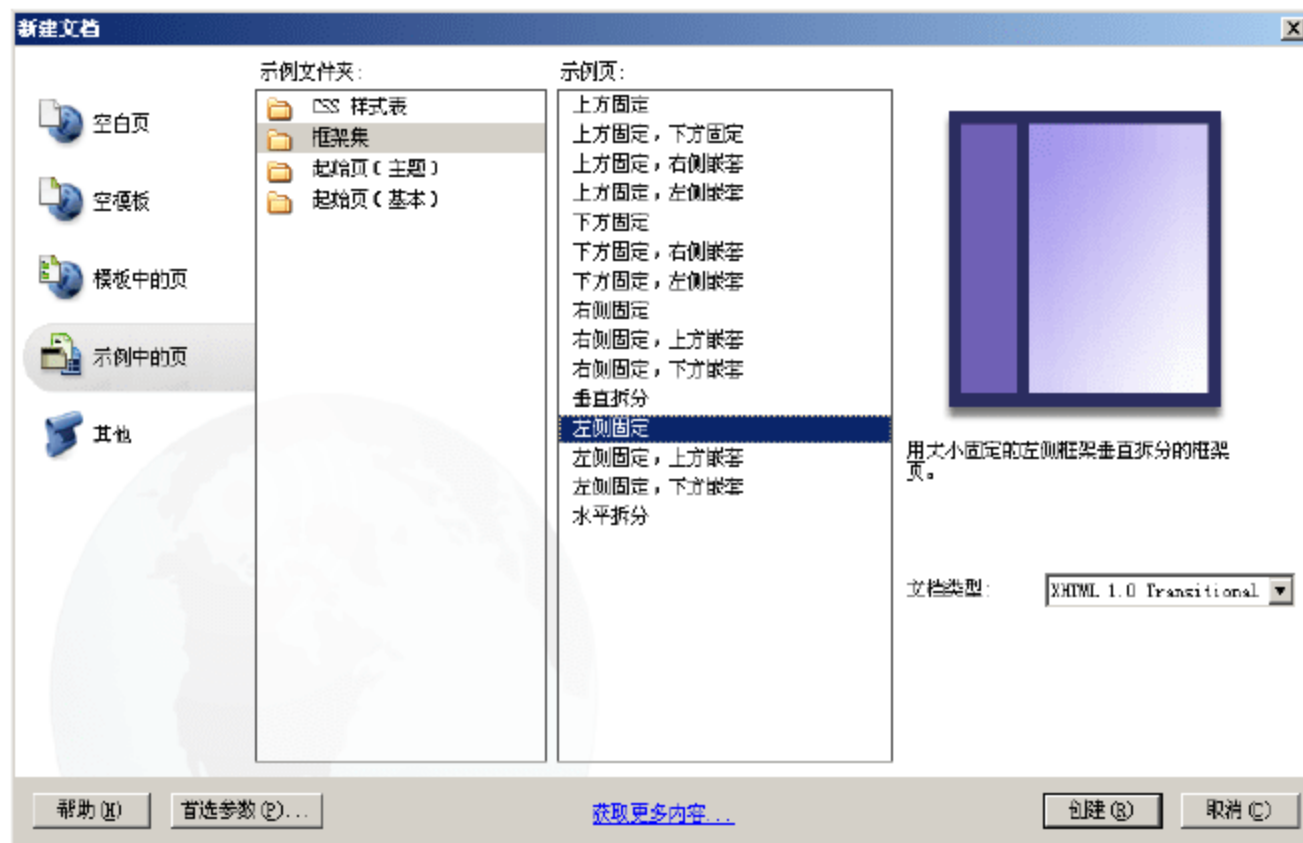 新建文档
空白页
空模板
模板中的页
示例中的页
其他
示例文件夹:
CSS 样式表
框架集
起始页(主题)
起始页(基本)
示例页:
上方固定
上方固定,下方固定
上方固定,右侧嵌套
上方固定,左侧嵌套
下方固定
下方固定,右侧嵌套
下方固定,左侧嵌套
右侧固定
右侧固定,上方嵌套
右侧固定,下方嵌套
垂直拆分
左侧固定
左侧固定,上方嵌套
左侧固定,下方嵌套
水平拆分
用大小固定的左侧框架垂直拆分的框架
页。
文档类型:
XHTML 1.0 Transitional
帮助(H)
首选参数(P)...
获取更多内容...
创建(R)
取消(C)